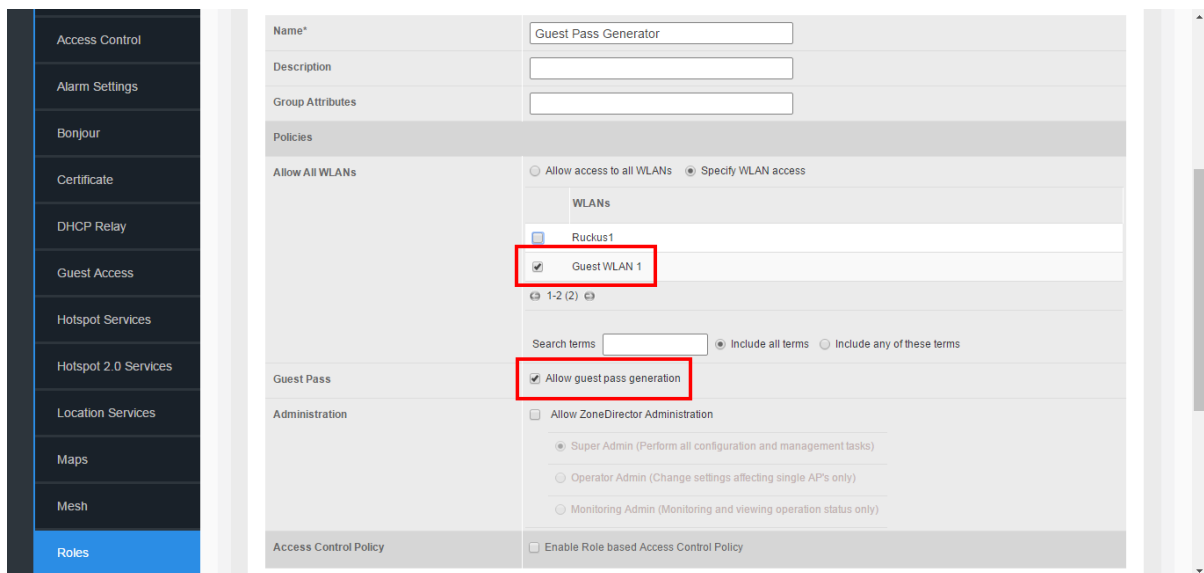 Access Control
Alarm Settings
Bonjour
Certificate
DHCP Relay
Guest Access
Hotspot Services
Hotspot 2.0 Services
Location Services
Maps
Mesh
Roles
Name* Guest Pass Generator
Description
Group Attributes
Policies
Allow All WLANs Allow access to all WLANs Specify WLAN access
WLANs
Ruckus1
Guest WLAN 1
1-2 (2)
Search terms Include all terms Include any of these terms
Guest Pass Allow guest pass generation
Administration Allow ZoneDirector Administration
Super Admin (Perform all configuration and management tasks)
Operator Admin (Change settings affecting single AP's only)
Monitoring Admin (Monitoring and viewing operation status only)
Access Control Policy Enable Role based Access Control Policy